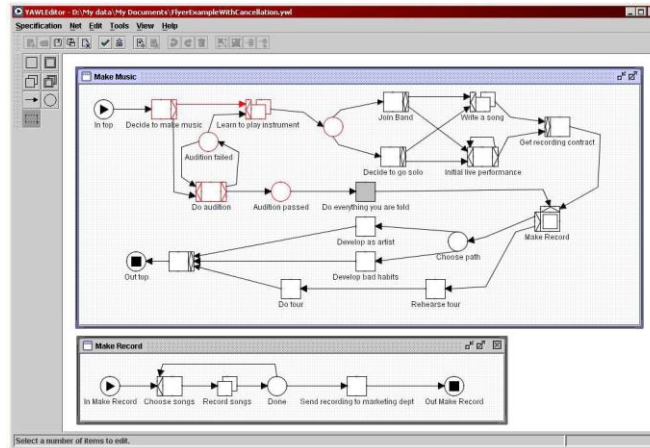 YAWLEditor - D:\My data\My Documents\FlyerExampleWithCancellation.ywl
Specification Net Edit Tools View Help
Make Music
In top
Decide to make music
Learn to play instrument
Join Band
Write a song
Get recording contract
Audition failed
Decide to go solo
Initial live performance
Do audition
Audition passed
Do everything you are told
Make Record
Develop as artist
Choose path
Out top
Develop bad habits
Do tour
Rehearse tour
Make Record
In Make Record
Choose songs
Record songs
Done
Send recording to marketing dept
Out Make Record
Select a number of items to edit.